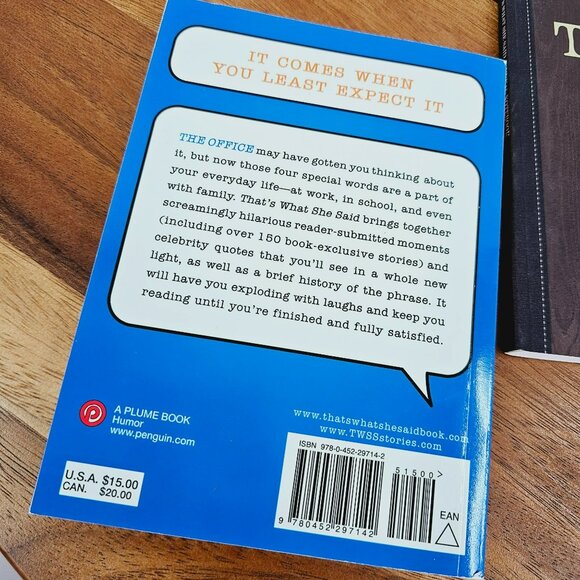 IT COMES WHEN
YOU LEAST EXPECT IT
THE OFFICE may have gotten you thinking about
it, but now those four special words are a part of
your everyday life—at work, in school, and even
with family. That's What She Said brings together
screamingly hilarious reader-submitted moments
(including over 150 book-exclusive stories) and
celebrity quotes that you'll see in a whole new
light, as well as a brief history of the phrase. It
will have you exploding with laughs and keep you
reading until you're finished and fully satisfied.
A PLUME BOOK
Humor
www.penguin.com
www.thatswhatshesaidbook.com
www.TWSSstories.com
U.S.A. $15.00
CAN. $20.00
ISBN 978-0-452-29714-2
51500>
9 780452 297142
EAN
T